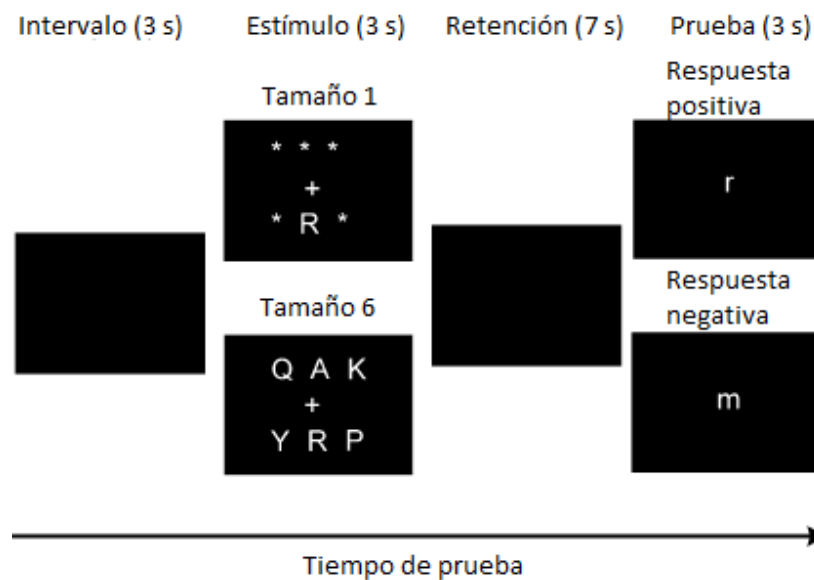 Intervalo (3 s) Estímulo (3 s) Retención (7 s) Prueba (3 s)
Respuesta
positiva
Tamaño 1
* * *
+
* R *
r
Respuesta
negativa
Tamaño 6
Q A K
+
Y R P
m
Tiempo de prueba